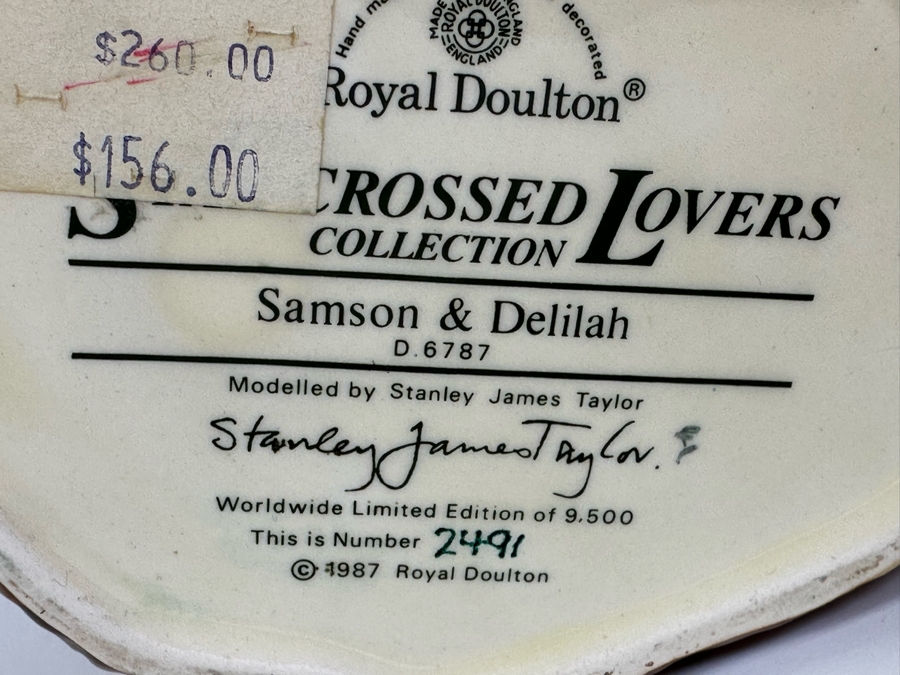 $260.00
$156.00
Hand decorated
MADE ENGLAND
ROYAL DOULTON
ENGLAND
Royal Doulton®
CROSSED LOVERS
COLLECTION
Samson & Delilah
D.6787
Modelled by Stanley James Taylor
Stanley James Taylor.
Worldwide Limited Edition of 9,500
This is Number 2491
© 1987 Royal Doulton